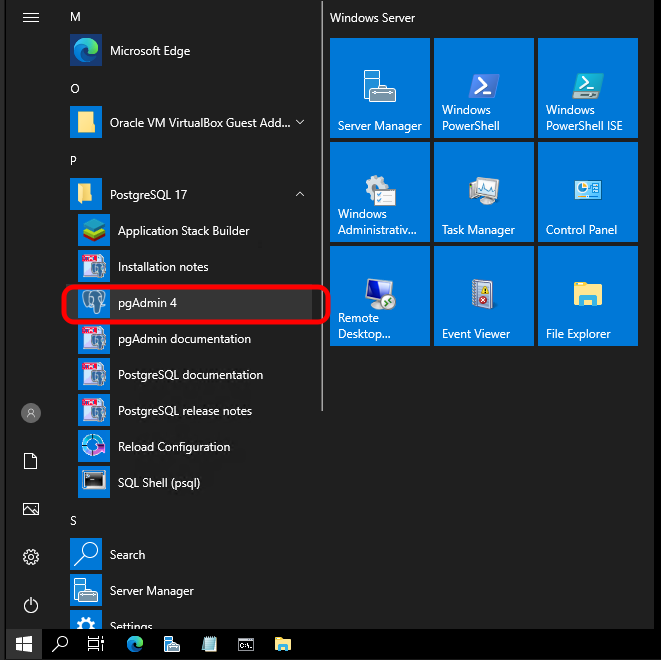 M
Microsoft Edge
O
Oracle VM VirtualBox Guest Add...
P
PostgreSQL 17
Application Stack Builder
Installation notes
pgAdmin 4
pgAdmin documentation
PostgreSQL documentation
PostgreSQL release notes
Reload Configuration
SQL Shell (psql)
S
Search
Server Manager
Settings
Windows Server
Server Manager
Windows
PowerShell
Windows
PowerShell ISE
Windows
Administrativ...
Task Manager
Control Panel
Remote
Desktop...
Event Viewer
File Explorer